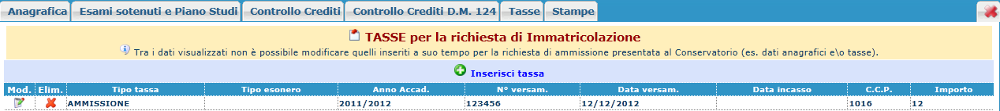 Anagrafica Esami sotenuti e Piano Studi Controllo Crediti Controllo Crediti D.M. 124 Tasse Stampe
TASSE per la richiesta di Immatricolazione
Tra i dati visualizzati non è possibile modificare quelli inseriti a suo tempo per la richiesta di ammissione presentata al Conservatorio (es. dati anagrafici e\o tasse).
Inserisci tassa
Mod. Elim. Tipo tassa Tipo esonero Anno Accad. N° versam. Data versam. Data incasso C.C.P. Importo
AMMISSIONE 2011/2012 123456 12/12/2012 1016 12